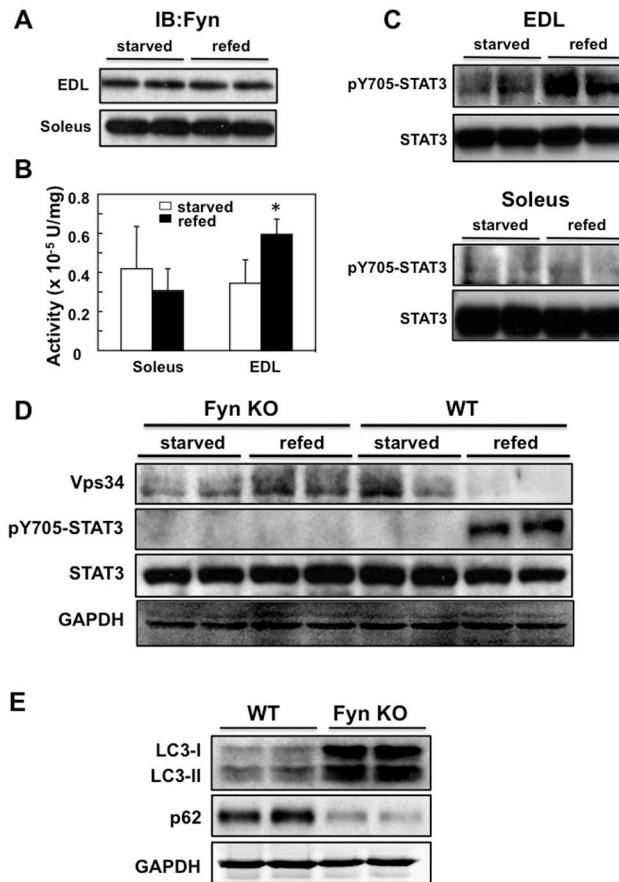 A
IB:Fyn
starved refed
EDL
Soleus
B
Activity (x 10-5 U/mg)
0.8
0.6
0.4
0.2
0
starved
refed
*
Soleus EDL
C
EDL
starved refed
pY705-STAT3
STAT3
Soleus
starved refed
pY705-STAT3
STAT3
D
Fyn KO WT
starved refed starved refed
Vps34
pY705-STAT3
STAT3
GAPDH
E
WT Fyn KO
LC3-I
LC3-II
p62
GAPDH